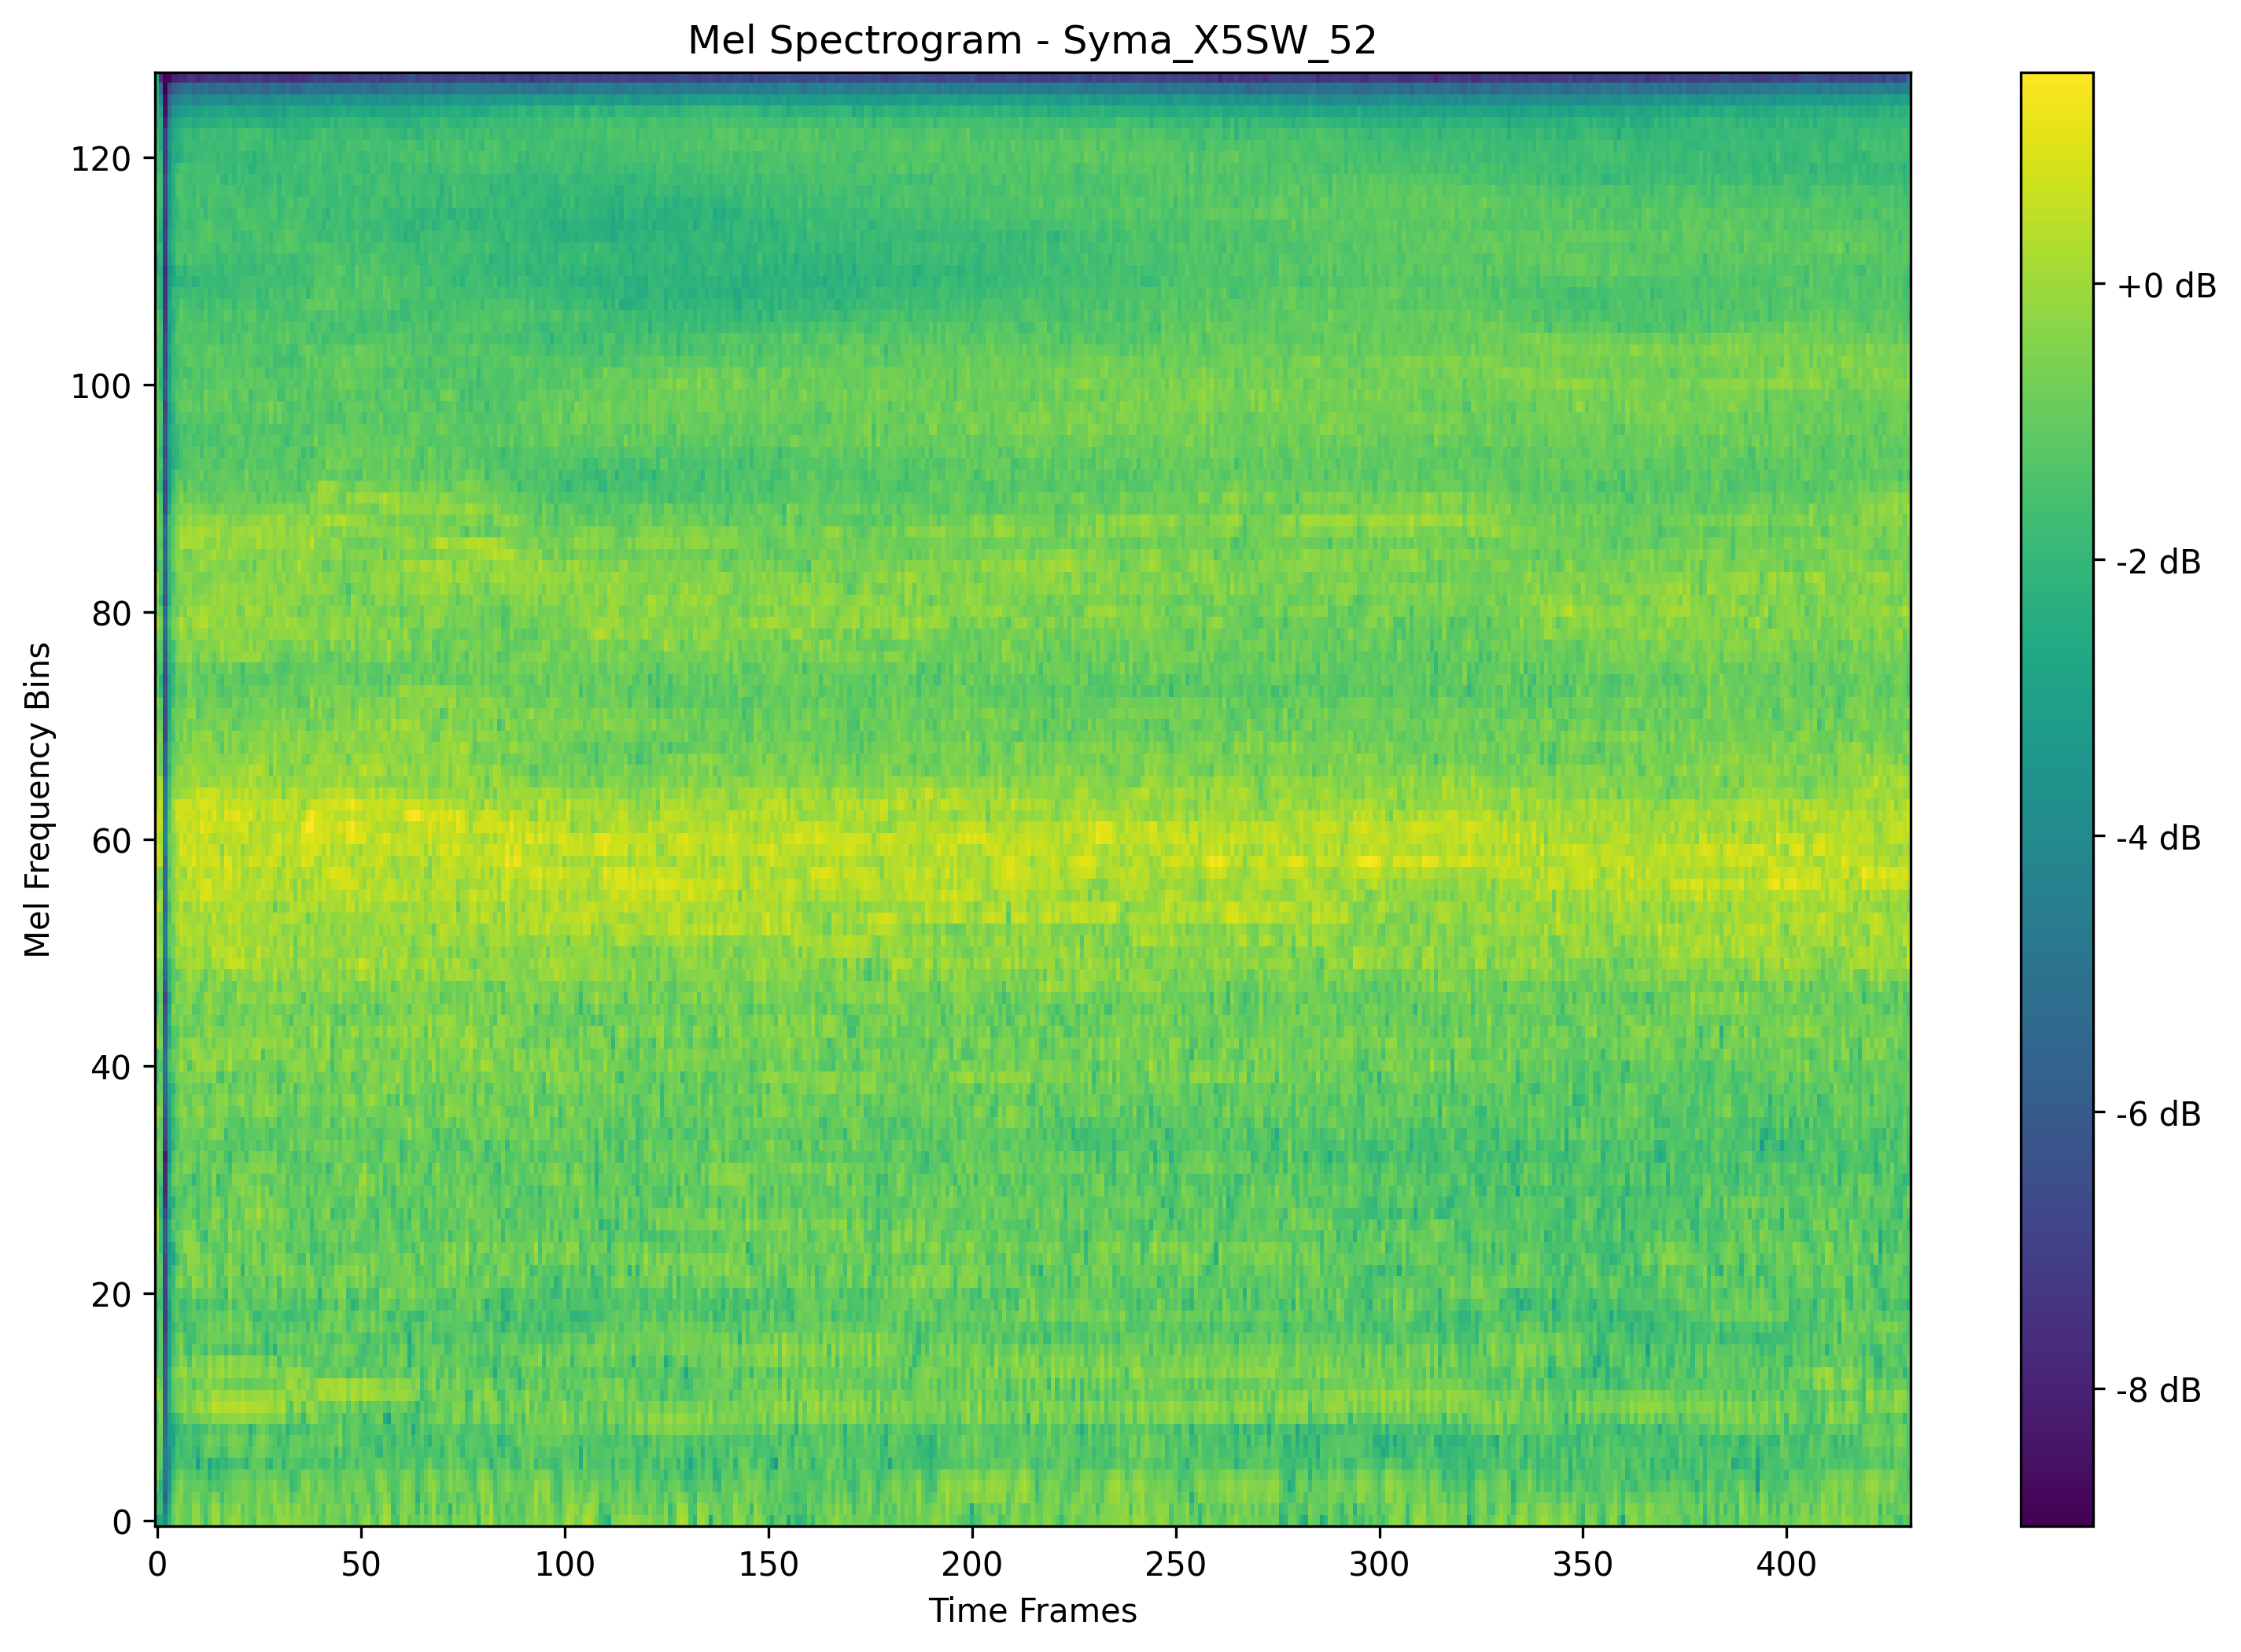 Mel Spectrogram - Syma_X5SW_52
Mel Frequency Bins
120
100
80
60
40
20
0
0 50 100 150 200 250 300 350 400
Time Frames
+0 dB
-2 dB
-4 dB
-6 dB
-8 dB